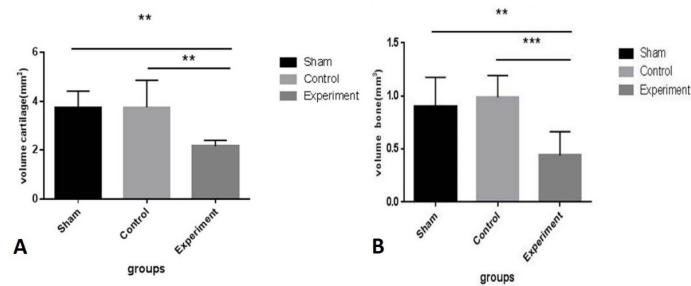 **
**
6
4
2
0
volume cartilage(mm²)
Sham
Control
Experiment
groups
Sham
Control
Experiment
A
**
***
1.5
1.0
0.5
0.0
volume bone(mm³)
Sham
Control
Experiment
groups
Sham
Control
Experiment
B